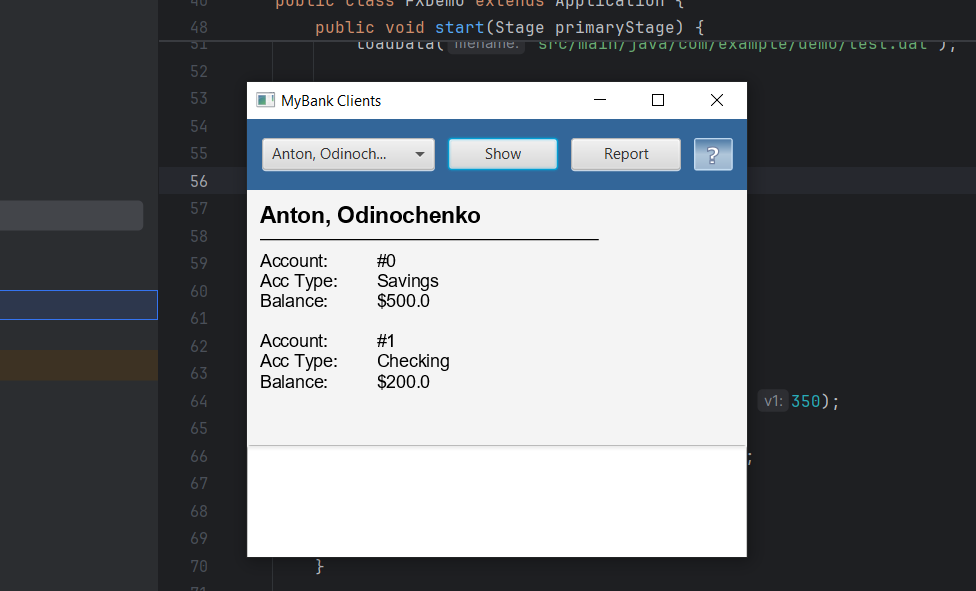 46 public class FXDemo extends Application {
48 public void start(Stage primaryStage) {
51 loadData( filename: "src/main/java/com/example/demo/test.dat");
52
53 MyBank Clients
54
55 Anton, Odinoch... Show Report ?
56
57 Anton, Odinochenko
58
59 Account: #0
60 Acc Type: Savings
61 Balance: $500.0
62 Account: #1
63 Acc Type: Checking
64 Balance: $200.0 v1: 350);
65
66 ;
67
68
69
70 }
71